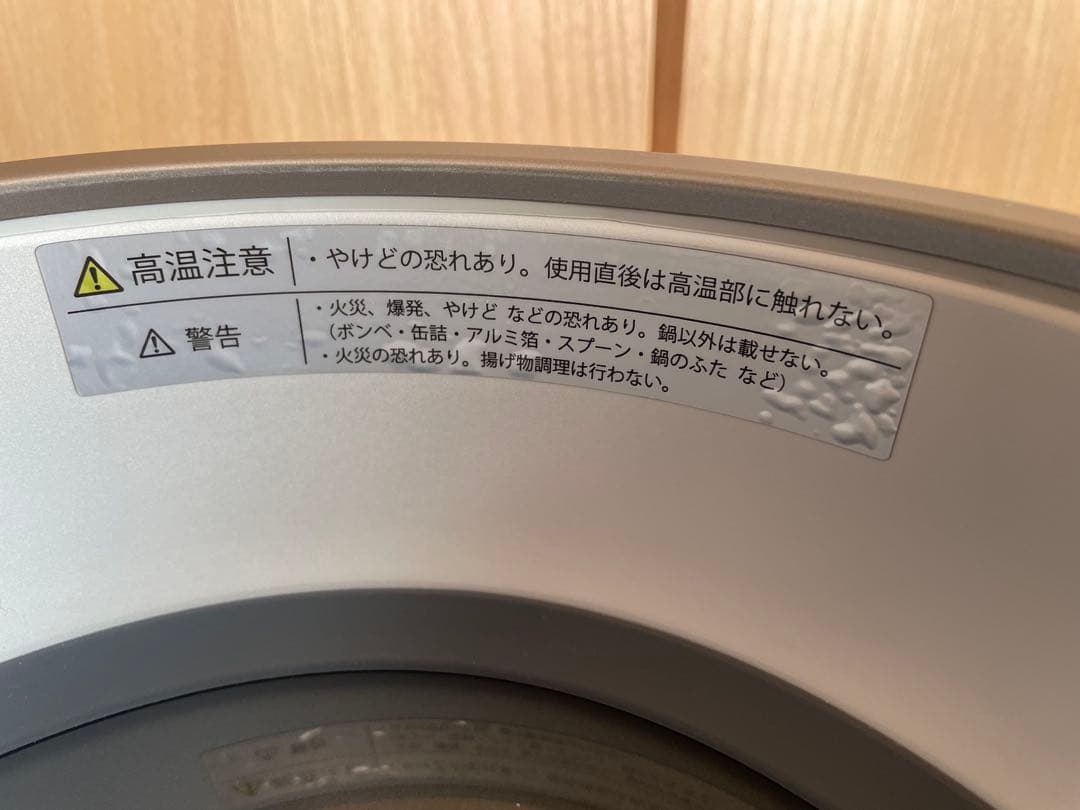 高温注意
・やけどの恐れあり。使用直後は高温部に触れない。
警告
・火災、爆発、やけど などの恐れあり。鍋以外は載せない。
（ボンベ・缶詰・アルミ箔・スプーン・鍋のふた など）
・火災の恐れあり。揚げ物調理は行わない。